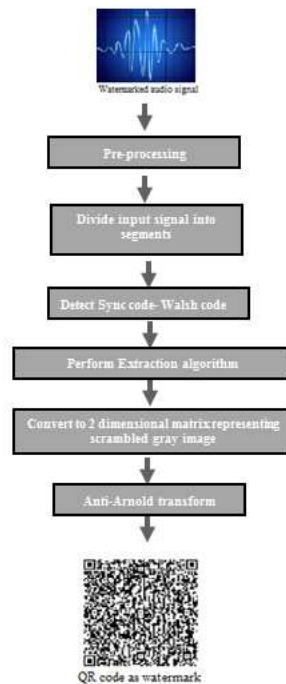 Watermarked audio signal
Pre-processing
Divide input signal into
segments
Detect Sync code- Walsh code
Perform Extraction algorithm
Convert to 2 dimensional matrix representing
scrambled gray image
Anti-Arnold transform
QR code as watermark